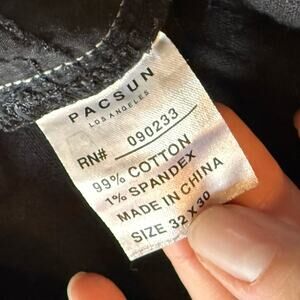 PACSUN
LOS ANGELES
RN# 090233
99% COTTON
1% SPANDEX
MADE IN CHINA
SIZE 32 X 30